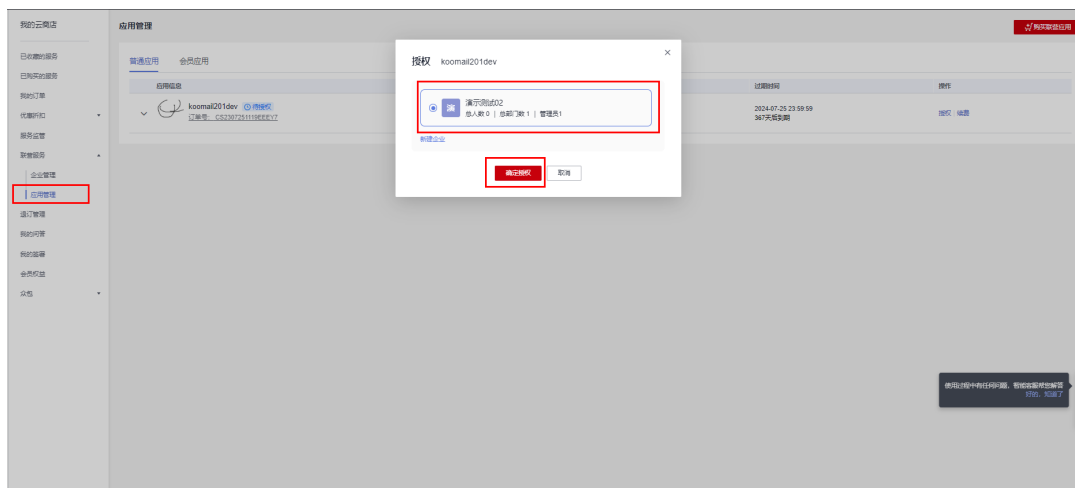 我的云商店
已收藏的服务
已购买的服务
我的订单
优惠折扣
服务监管
联营服务
企业管理
应用管理
退订管理
我的问答
我的签署
会员权益
众包
应用管理
购买联营应用
普通应用 会员应用
应用信息 过期时间 操作
koomail201dev 待授权
订单号: CS2307251119EEEY7
2024-07-25 23:59:59
367天后到期
授权 续费
授权 koomail201dev
演 演示测试02
总人数 0 | 总部门数 1 | 管理员1
新建企业
确定授权 取消
使用过程中有任何问题，智能客服帮您解答
好的，知道了